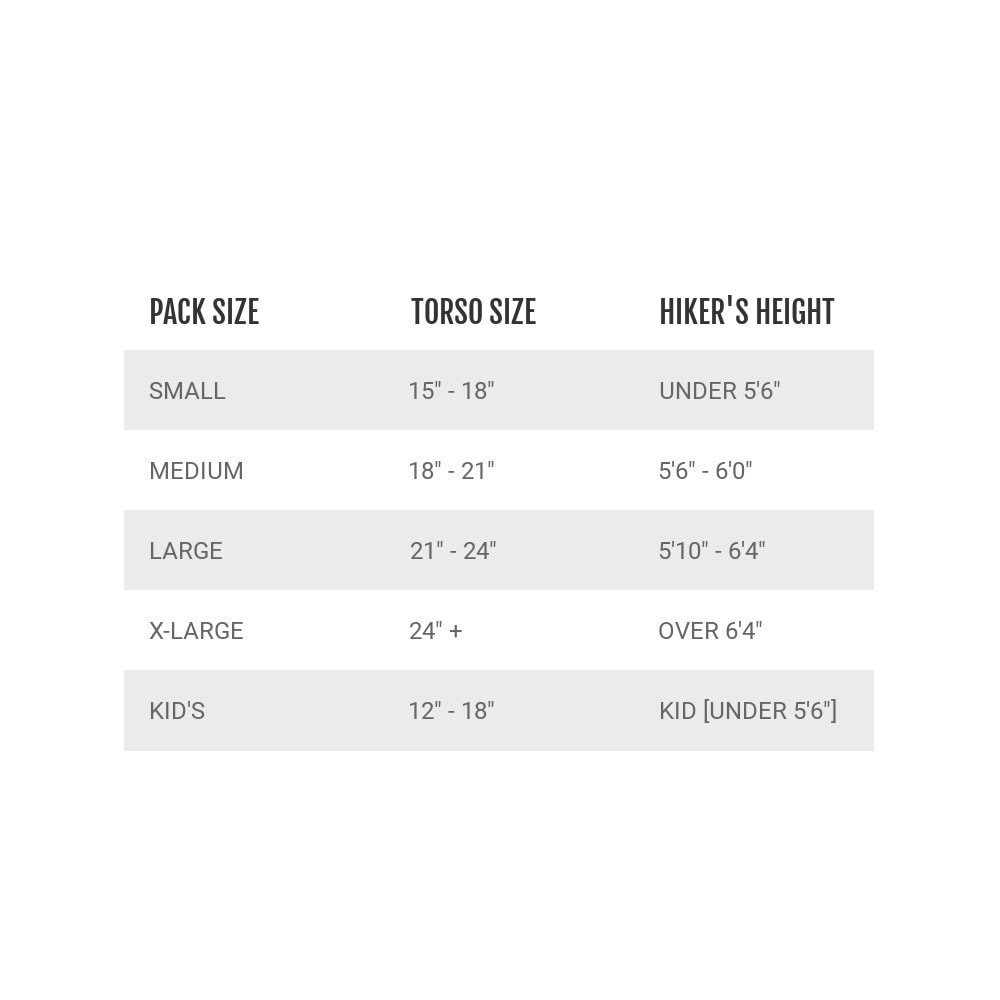 PACK SIZE TORSO SIZE HIKER'S HEIGHT
SMALL 15" - 18" UNDER 5'6"
MEDIUM 18" - 21" 5'6" - 6'0"
LARGE 21" - 24" 5'10" - 6'4"
X-LARGE 24" + OVER 6'4"
KID'S 12" - 18" KID [UNDER 5'6"]